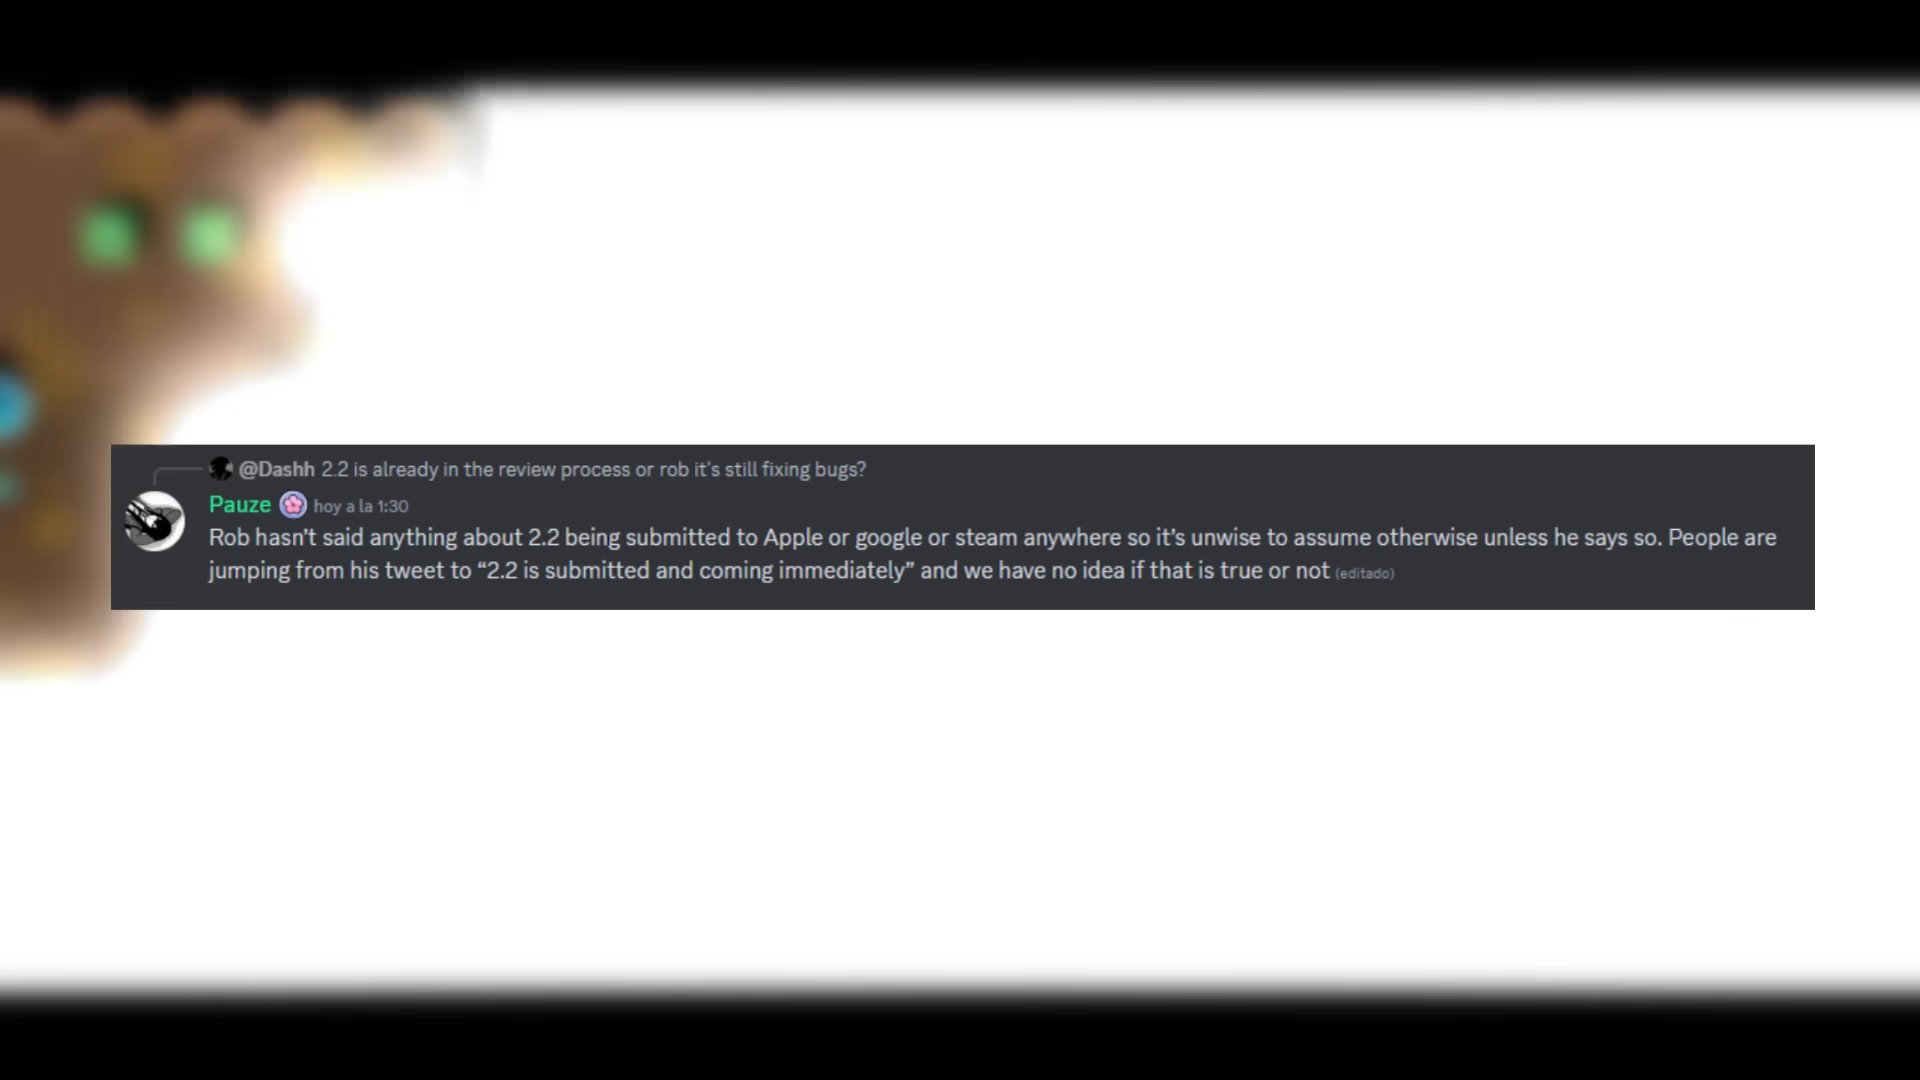 @Dashh 2.2 is already in the review process or rob it's still fixing bugs?
Pauze hoy a la 1:30
Rob hasn’t said anything about 2.2 being submitted to Apple or google or steam anywhere so it’s unwise to assume otherwise unless he says so. People are
jumping from his tweet to “2.2 is submitted and coming immediately” and we have no idea if that is true or not (editado)